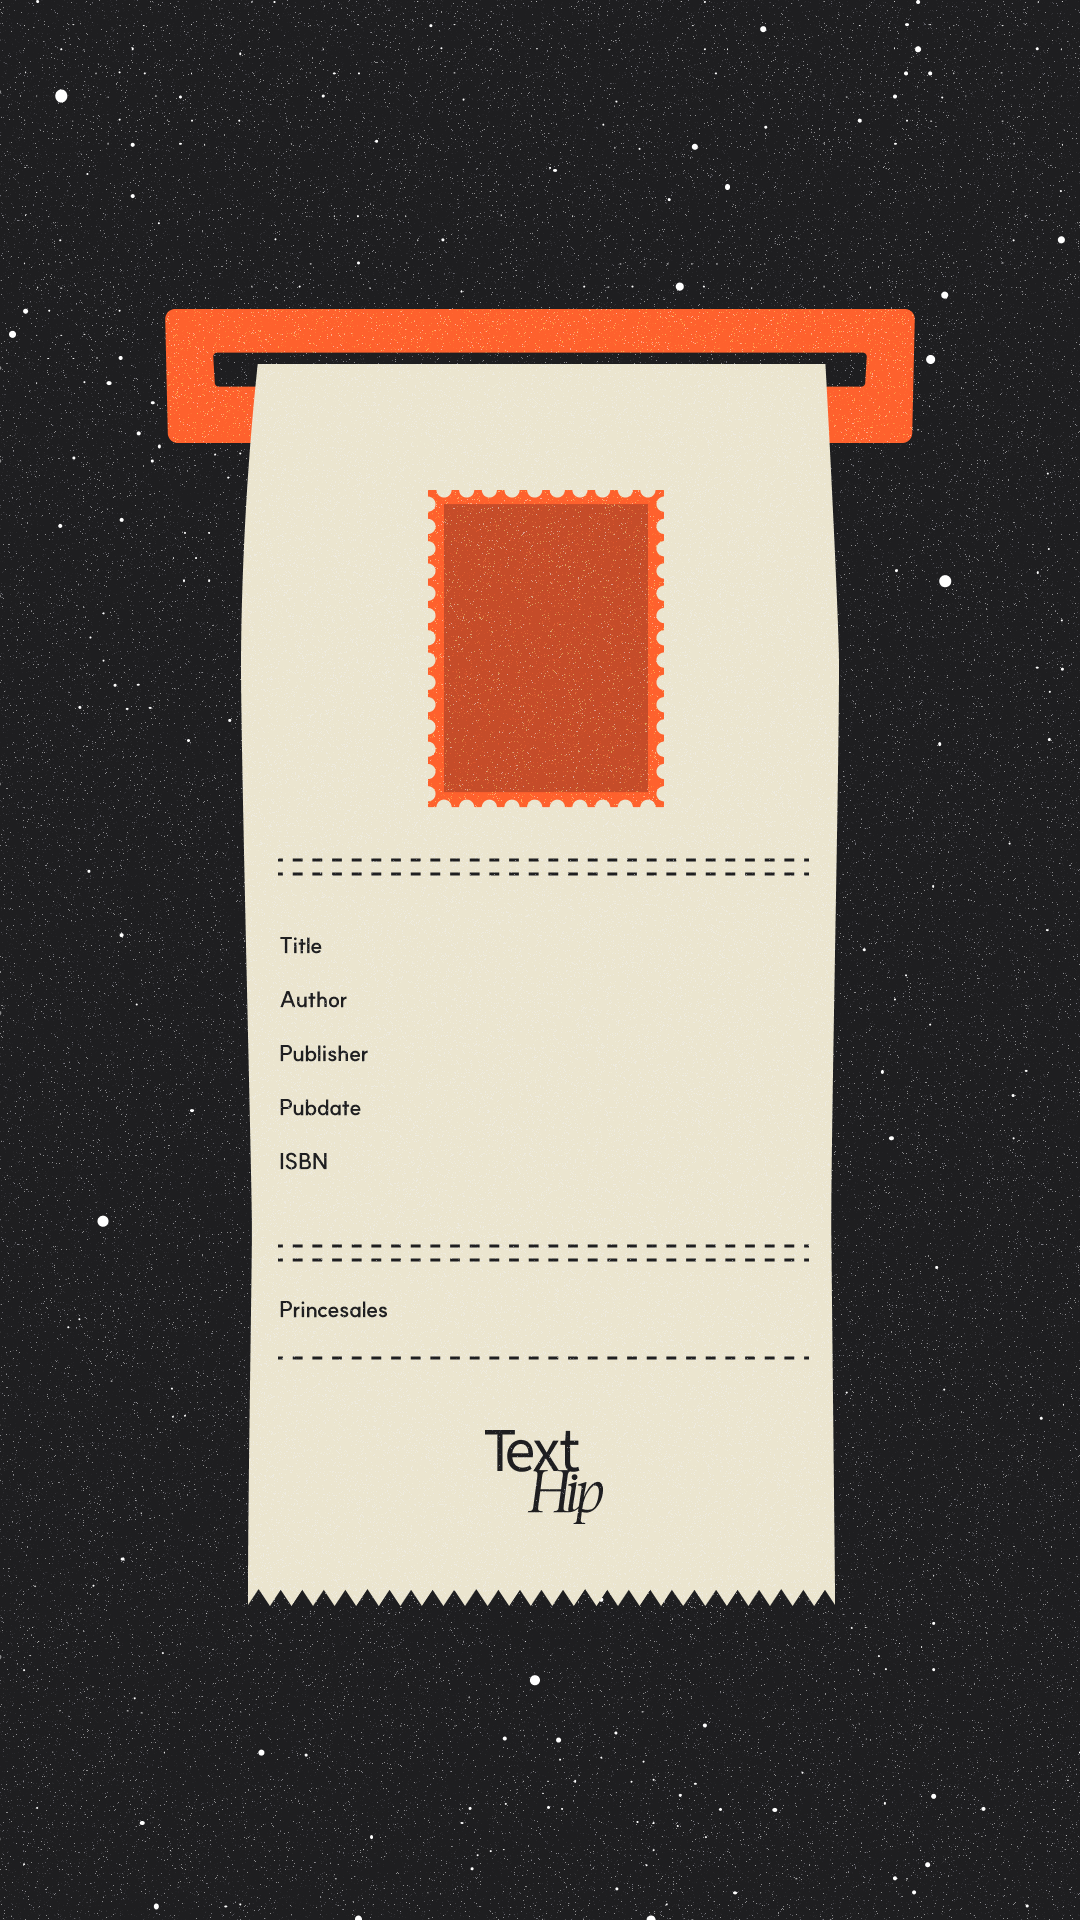 Title
Author
Publisher
Pubdate
ISBN
Princesales
Text
Hip